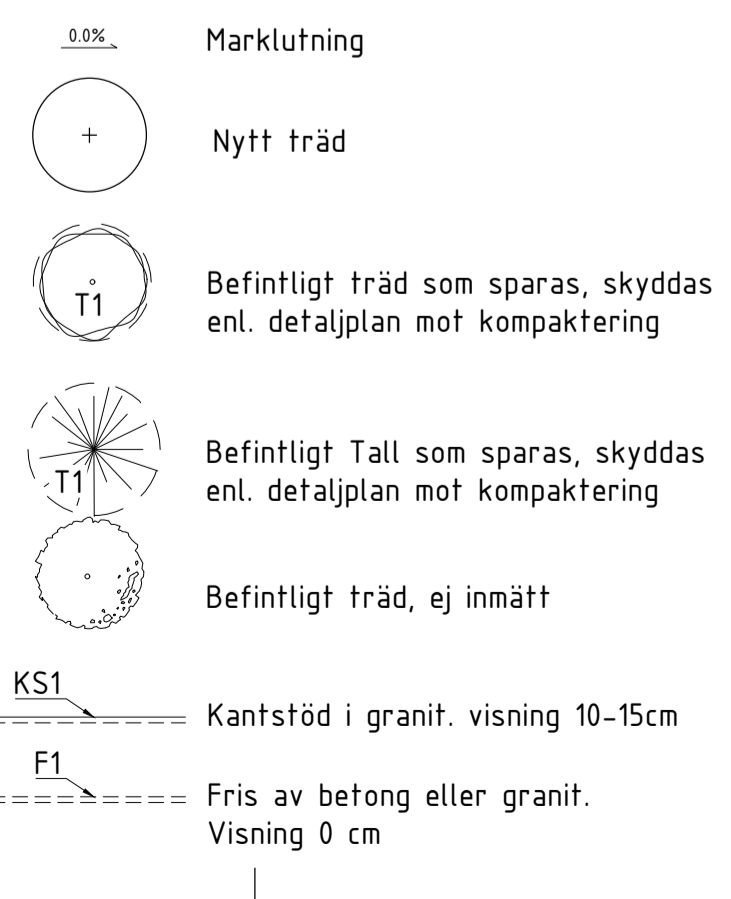 0.0% Marklutning
Nytt träd
T1
Befintligt träd som sparas, skyddas
enl. detaljplan mot kompaktering
T1
Befintligt Tall som sparas, skyddas
enl. detaljplan mot kompaktering
Befintligt träd, ej inmätt
KS1
Kantstöd i granit. visning 10-15cm
F1
Fris av betong eller granit.
Visning 0 cm